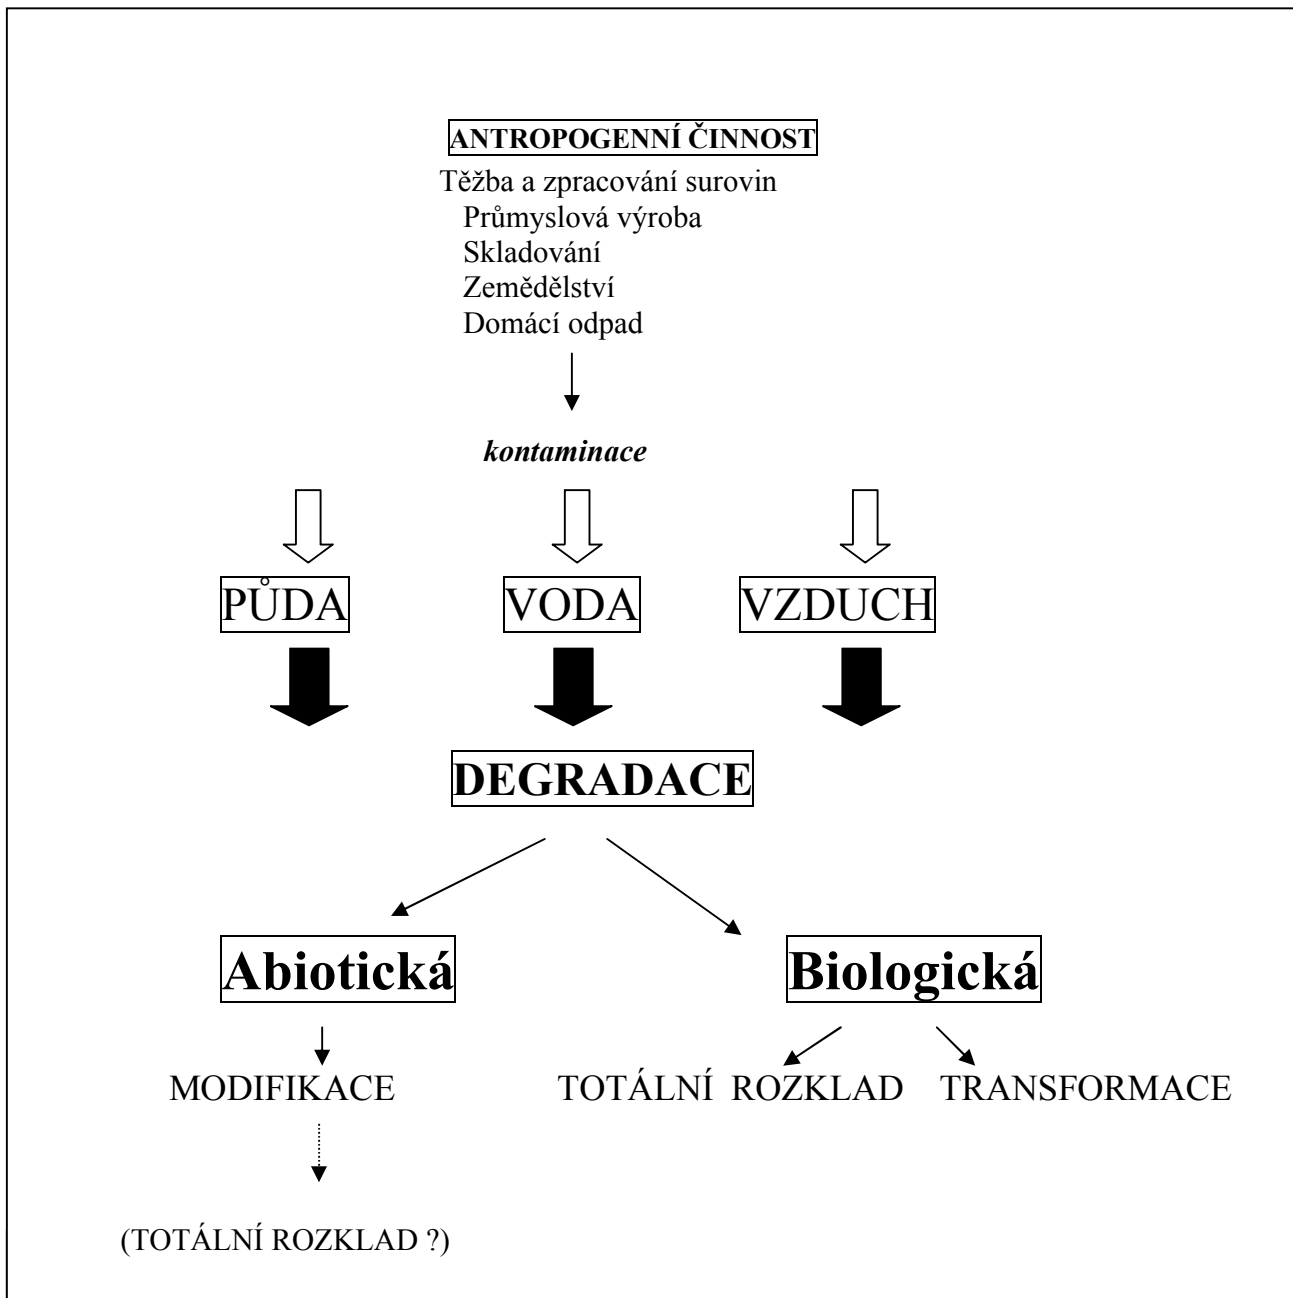 ANTROPOGENNÍ ČINNOST
Těžba a zpracování surovin
Průmyslová výroba
Skladování
Zemědělství
Domácí odpad
kontaminace
PŮDA VODA VZDUCH
DEGRADACE
Abiotická Biologická
MODIFIKACE TOTÁLNÍ ROZKLAD TRANSFORMACE
(TOTÁLNÍ ROZKLAD ?)